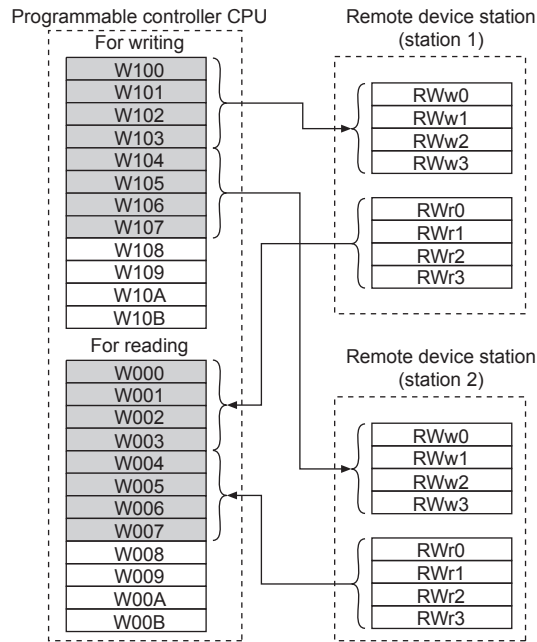 Programmable controller CPU
For writing
W100
W101
W102
W103
W104
W105
W106
W107
W108
W109
W10A
W10B
For reading
W000
W001
W002
W003
W004
W005
W006
W007
W008
W009
W00A
W00B
Remote device station
(station 1)
RWw0
RWw1
RWw2
RWw3
RWr0
RWr1
RWr2
RWr3
Remote device station
(station 2)
RWw0
RWw1
RWw2
RWw3
RWr0
RWr1
RWr2
RWr3